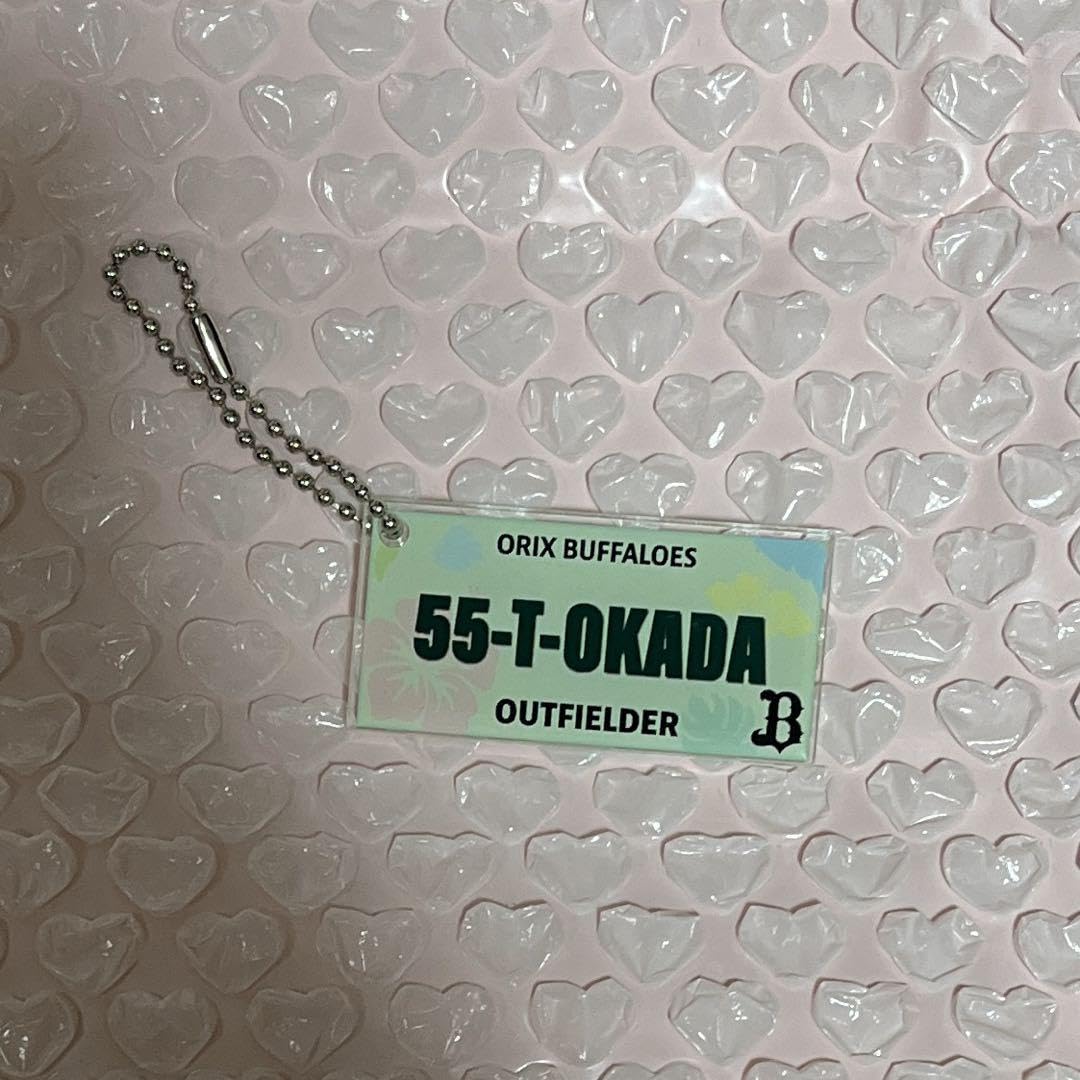 ORIX BUFFALOES
55-T-OKADA
OUTFIELDER
B